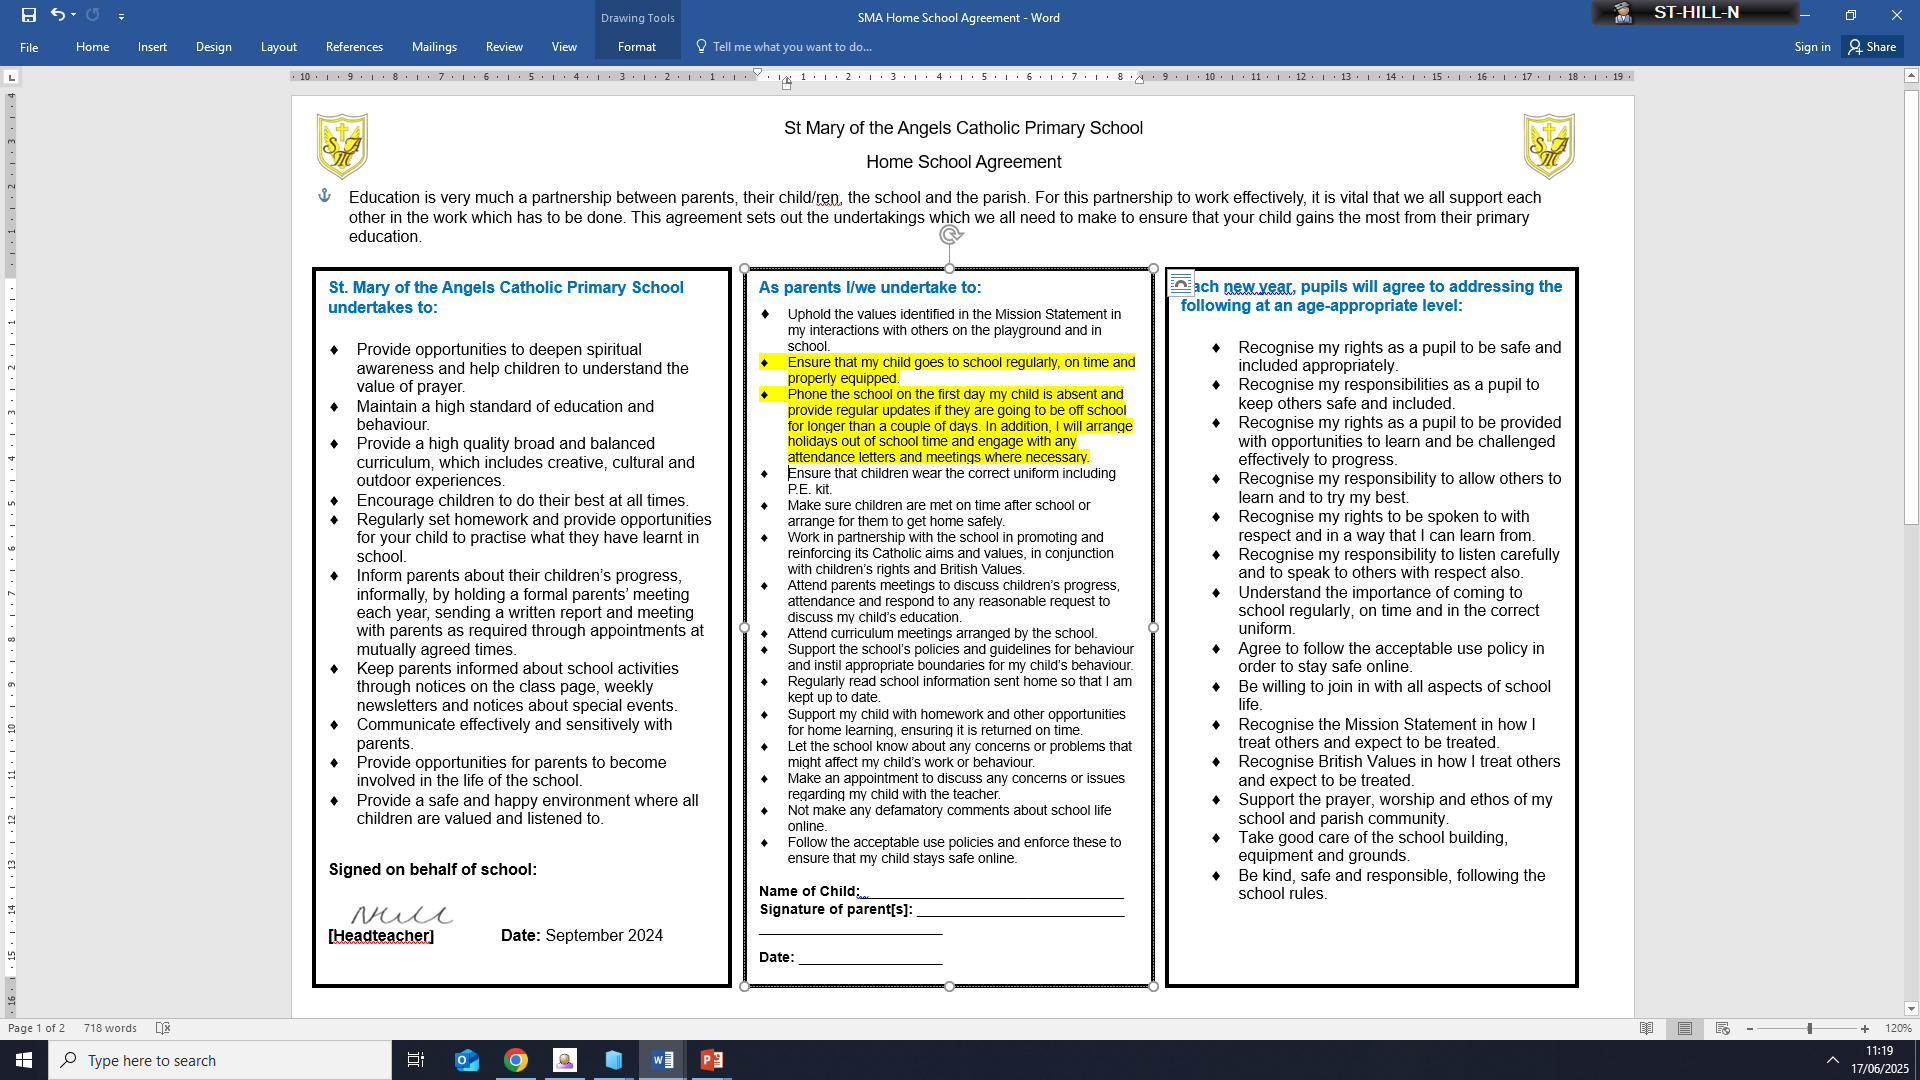 SMA Home School Agreement - Word
Drawing Tools
ST-HILL-N
File
Home
Insert
Design
Layout
References
Mailings
Review
View
Format
Tell me what you want to do...
Sign in
Share
St Mary of the Angels Catholic Primary School
Home School Agreement
Education is very much a partnership between parents, their child/ren, the school and the parish. For this partnership to work effectively, it is vital that we all support each
other in the work which has to be done. This agreement sets out the undertakings which we all need to make to ensure that your child gains the most from their primary
education.
St. Mary of the Angels Catholic Primary School
undertakes to:
♦ Provide opportunities to deepen spiritual
awareness and help children to understand the
value of prayer.
♦ Maintain a high standard of education and
behaviour.
♦ Provide a high quality broad and balanced
curriculum, which includes creative, cultural and
outdoor experiences.
♦ Encourage children to do their best at all times.
♦ Regularly set homework and provide opportunities
for your child to practise what they have learnt in
school.
♦ Inform parents about their children's progress,
informally, by holding a formal parents' meeting
each year, sending a written report and meeting
with parents as required through appointments at
mutually agreed times.
♦ Keep parents informed about school activities
through notices on the class page, weekly
newsletters and notices about special events.
♦ Communicate effectively and sensitively with
parents.
♦ Provide opportunities for parents to become
involved in the life of the school.
♦ Provide a safe and happy environment where all
children are valued and listened to.
Signed on behalf of school:
NHill
[Headteacher] Date: September 2024
As parents I/we undertake to:
♦ Uphold the values identified in the Mission Statement in
my interactions with others on the playground and in
school.
♦ Ensure that my child goes to school regularly, on time and
properly equipped.
♦ Phone the school on the first day my child is absent and
provide regular updates if they are going to be off school
for longer than a couple of days. In addition, I will arrange
holidays out of school time and engage with any
attendance letters and meetings where necessary.
♦ Ensure that children wear the correct uniform including
P.E. kit.
♦ Make sure children are met on time after school or
arrange for them to get home safely.
♦ Work in partnership with the school in promoting and
reinforcing its Catholic aims and values, in conjunction
with children's rights and British Values.
♦ Attend parents meetings to discuss children's progress,
attendance and respond to any reasonable request to
discuss my child's education.
♦ Attend curriculum meetings arranged by the school.
♦ Support the school's policies and guidelines for behaviour
and instil appropriate boundaries for my child's behaviour.
♦ Regularly read school information sent home so that I am
kept up to date.
♦ Support my child with homework and other opportunities
for home learning, ensuring it is returned on time.
♦ Let the school know about any concerns or problems that
might affect my child's work or behaviour.
♦ Make an appointment to discuss any concerns or issues
regarding my child with the teacher.
♦ Not make any defamatory comments about school life
online.
♦ Follow the acceptable use policies and enforce these to
ensure that my child stays safe online.
Name of Child:
Signature of parent[s]:
Date:
ach new year, pupils will agree to addressing the
following at an age-appropriate level:
♦ Recognise my rights as a pupil to be safe and
included appropriately.
♦ Recognise my responsibilities as a pupil to
keep others safe and included.
♦ Recognise my rights as a pupil to be provided
with opportunities to learn and be challenged
effectively to progress.
♦ Recognise my responsibility to allow others to
learn and to try my best.
♦ Recognise my rights to be spoken to with
respect and in a way that I can learn from.
♦ Recognise my responsibility to listen carefully
and to speak to others with respect also.
♦ Understand the importance of coming to
school regularly, on time and in the correct
uniform.
♦ Agree to follow the acceptable use policy in
order to stay safe online.
♦ Be willing to join in with all aspects of school
life.
♦ Recognise the Mission Statement in how I
treat others and expect to be treated.
♦ Recognise British Values in how I treat others
and expect to be treated.
♦ Support the prayer, worship and ethos of my
school and parish community.
♦ Take good care of the school building,
equipment and grounds.
♦ Be kind, safe and responsible, following the
school rules.
Page 1 of 2 718 words
120%
Type here to search
11:19
17/06/2025